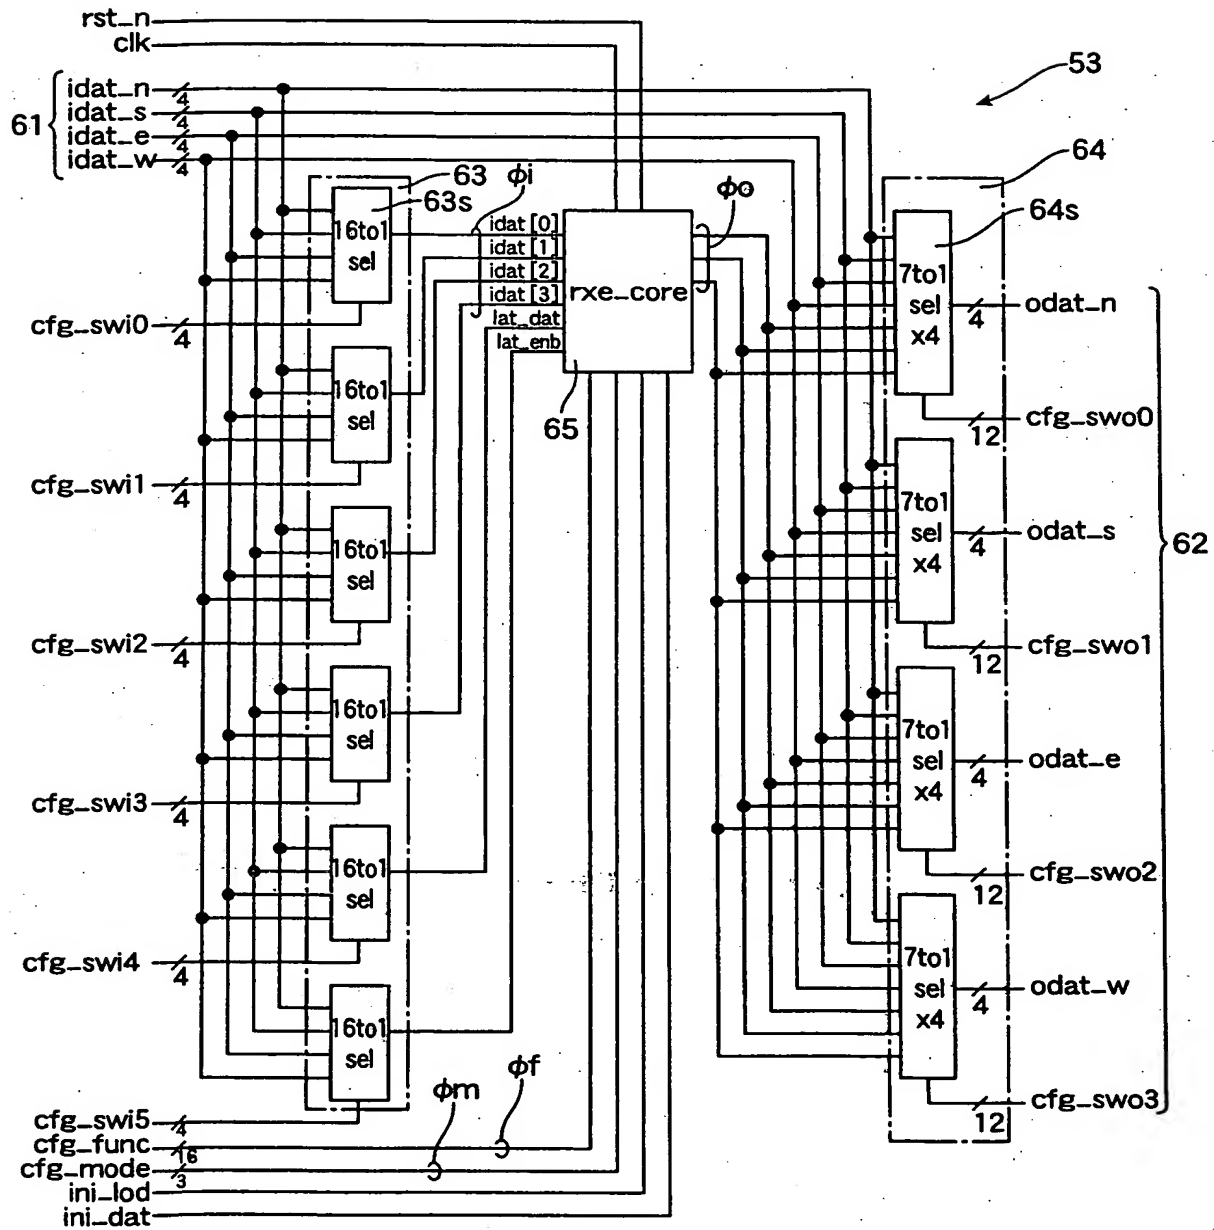 rst_n
clk
53
61
idat_n 4
idat_s 4
idat_e 4
idat_w 4
63
63s
ϕi
ϕo
64
64s
16to1
sel
cfg_swi0 4
idat [0]
idat [1]
idat [2]
idat [3]
lat_dat
lat_enb
rxe_core
65
7to1
sel
x4
4 odat_n
12 cfg_swo0
16to1
sel
cfg_swi1 4
7to1
sel
x4
4 odat_s
62
12 cfg_swo1
16to1
sel
cfg_swi2 4
16to1
sel
cfg_swi3 4
7to1
sel
x4
4 odat_e
12 cfg_swo2
16to1
sel
cfg_swi4 4
7to1
sel
x4
4 odat_w
12 cfg_swo3
16to1
sel
cfg_swi5 4
ϕm
ϕf
cfg_func 16
cfg_mode 3
ini_lod
ini_dat